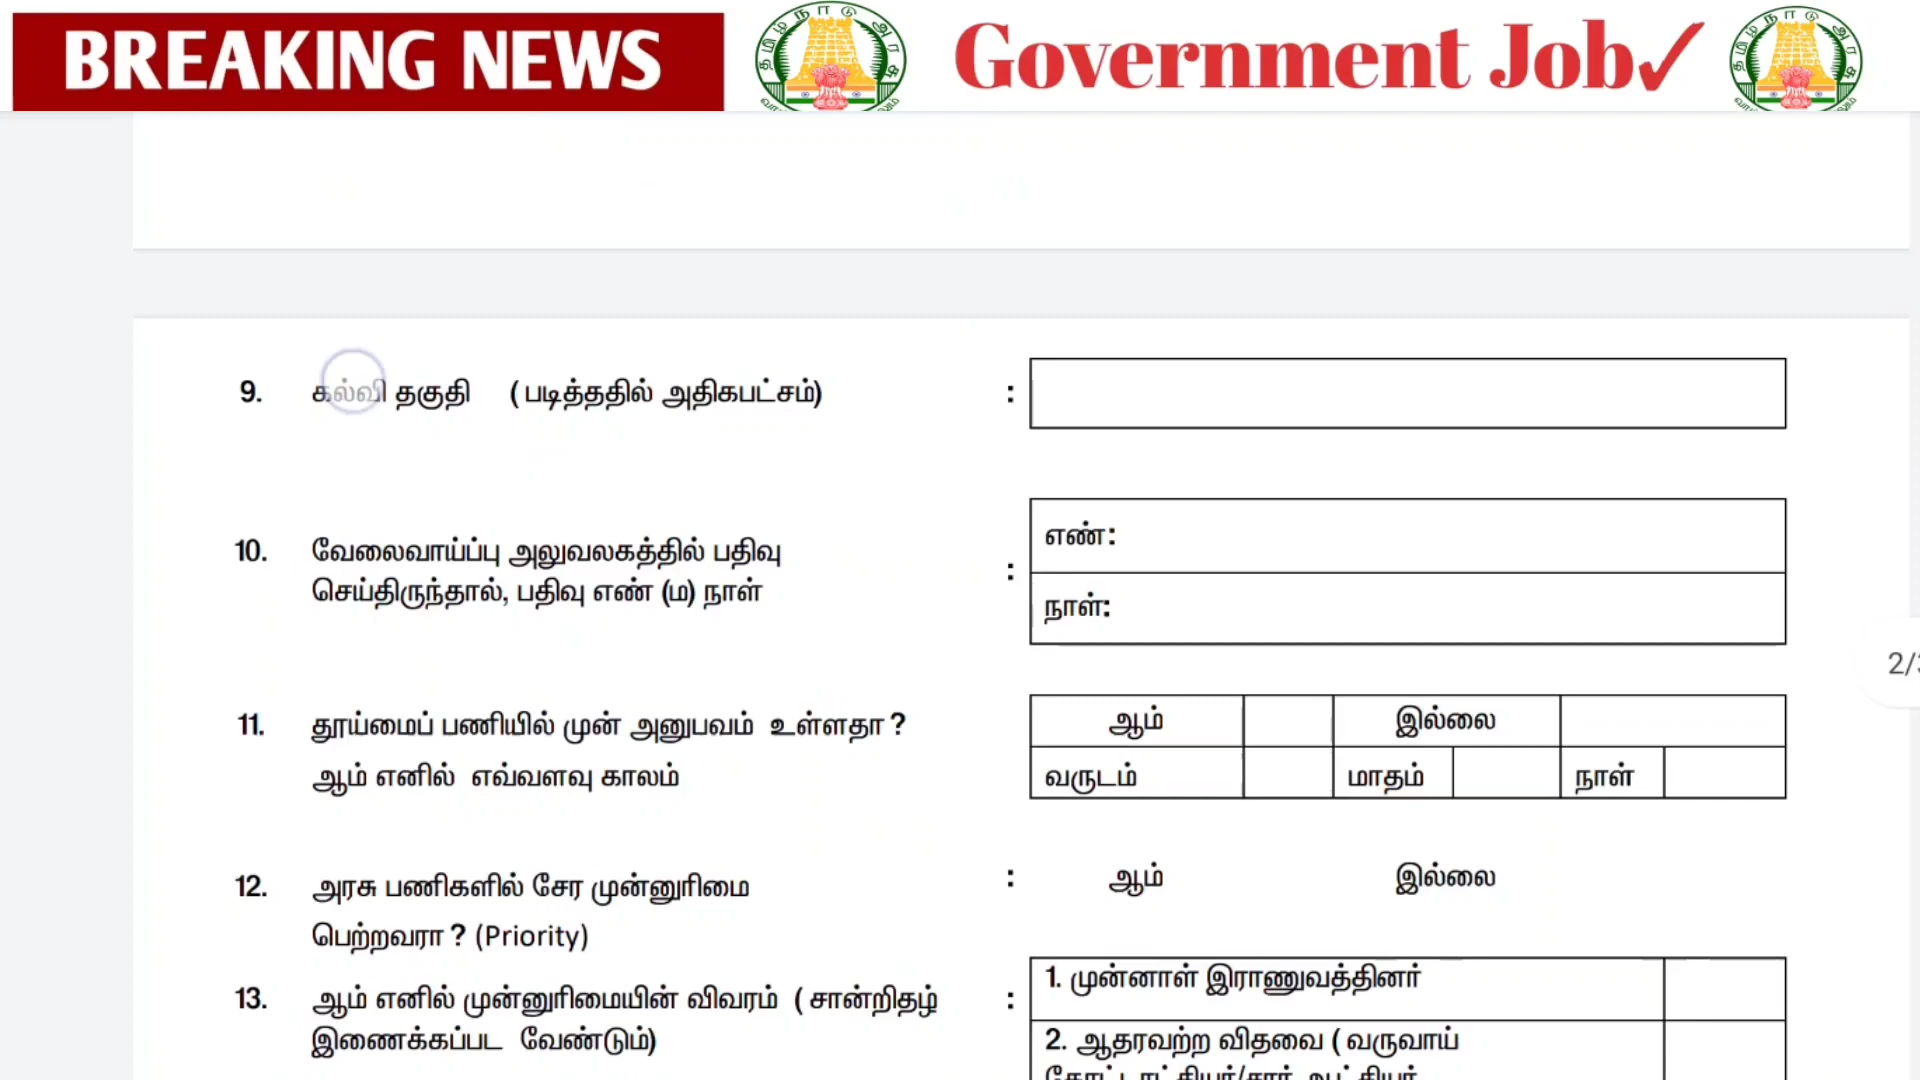 BREAKING NEWS Government Job✓
9. கல்வி தகுதி ( படித்ததில் அதிகபட்சம்) :
10. வேலைவாய்ப்பு அலுவலகத்தில் பதிவு
செய்திருந்தால், பதிவு எண் (ம) நாள் :
எண்:
நாள்:
11. தூய்மைப் பணியில் முன் அனுபவம் உள்ளதா ?
ஆம் எனில் எவ்வளவு காலம்
ஆம் இல்லை
வருடம் மாதம் நாள்
12. அரசு பணிகளில் சேர முன்னுரிமை : ஆம் இல்லை
பெற்றவரா ? (Priority)
13. ஆம் எனில் முன்னுரிமையின் விவரம் ( சான்றிதழ் :
இணைக்கப்பட வேண்டும்)
1. முன்னாள் இராணுவத்தினர்
2. ஆதரவற்ற விதவை ( வருவாய்
2/3